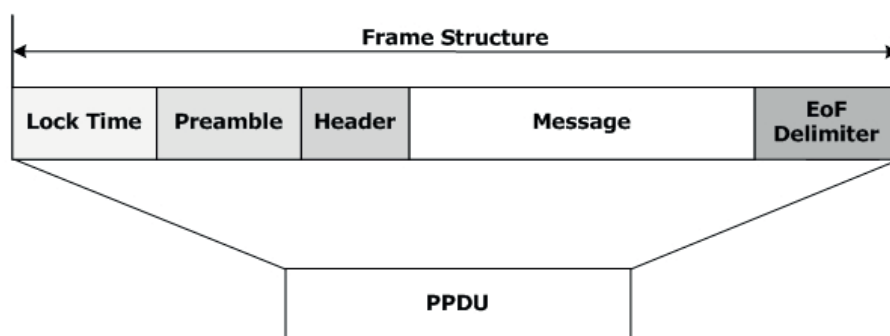 Frame Structure
Lock Time Preamble Header Message EoF Delimiter
PPDU